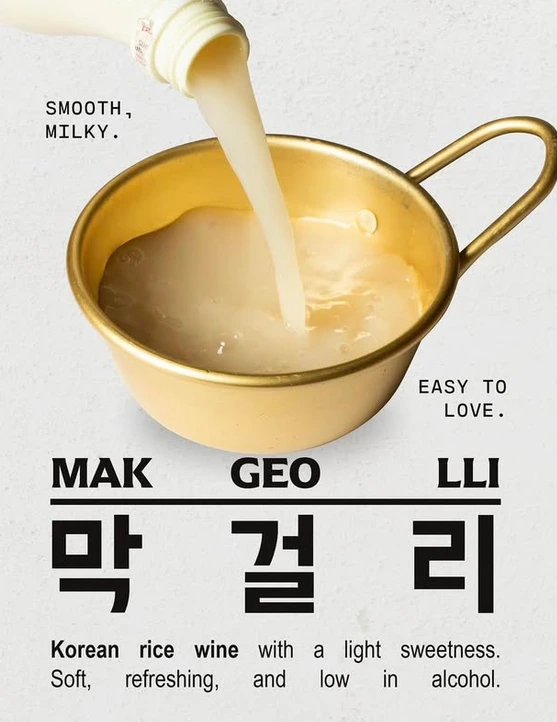 SMOOTH,
MILKY.
EASY TO
LOVE.
MAK GEO LLI
막 걸 리
Korean rice wine with a light sweetness.
Soft, refreshing, and low in alcohol.